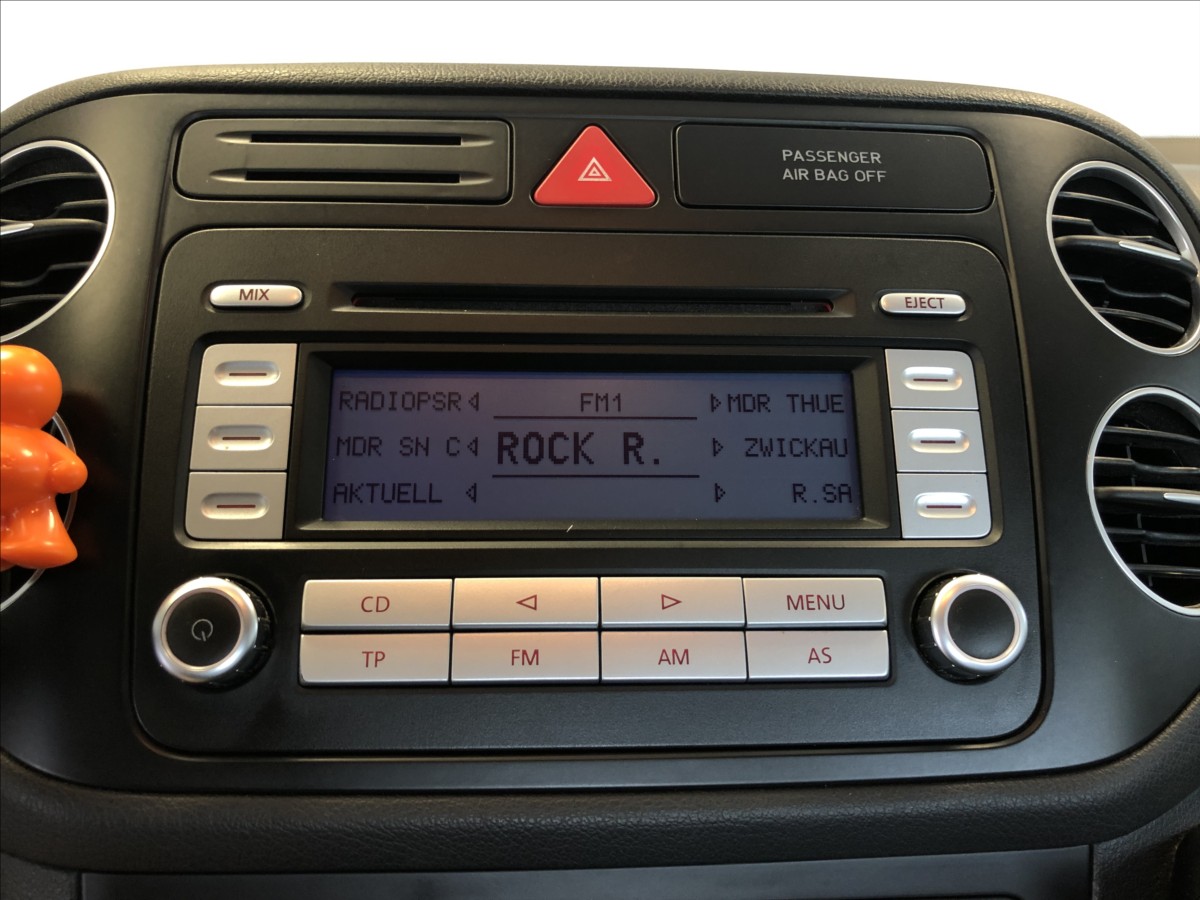 PASSENGER
AIR BAG OFF
MIX
EJECT
RADIOPSR FM1 MDR THUE
MDR SN C ROCK R. ZWICKAU
AKTUELL R.SA
CD MENU
TP FM AM AS